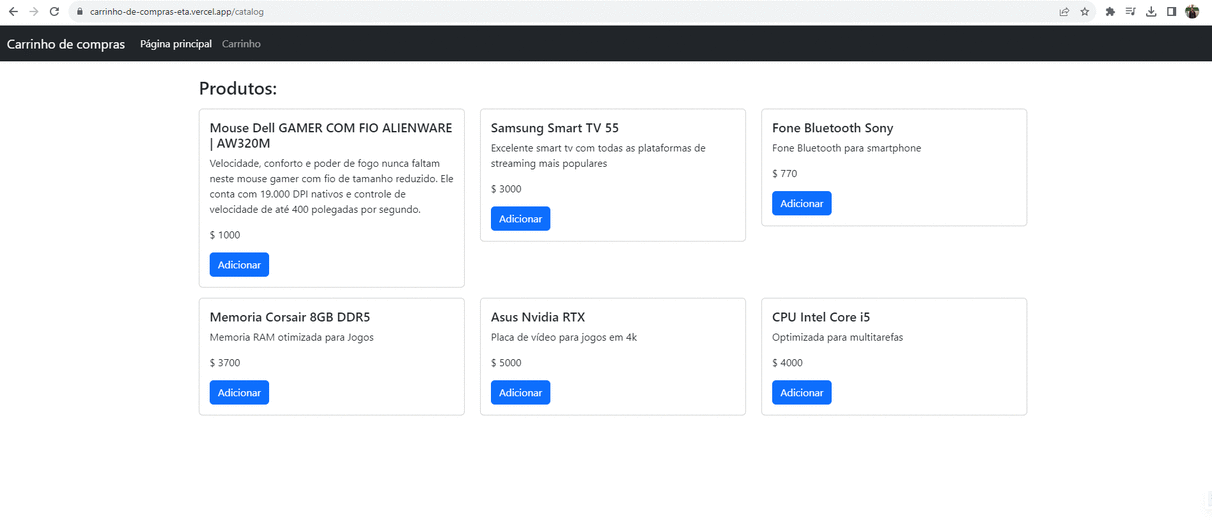 carrinho-de-compras-eta.vercel.app/catalog
Carrinho de compras Página principal Carrinho
Produtos:
Mouse Dell GAMER COM FIO ALIENWARE
| AW320M
Velocidade, conforto e poder de fogo nunca faltam
neste mouse gamer com fio de tamanho reduzido. Ele
conta com 19.000 DPI nativos e controle de
velocidade de até 400 polegadas por segundo.
$ 1000
Adicionar
Samsung Smart TV 55
Excelente smart tv com todas as plataformas de
streaming mais populares
$ 3000
Adicionar
Fone Bluetooth Sony
Fone Bluetooth para smartphone
$ 770
Adicionar
Memoria Corsair 8GB DDR5
Memoria RAM otimizada para Jogos
$ 3700
Adicionar
Asus Nvidia RTX
Placa de vídeo para jogos em 4k
$ 5000
Adicionar
CPU Intel Core i5
Optimizada para multitarefas
$ 4000
Adicionar